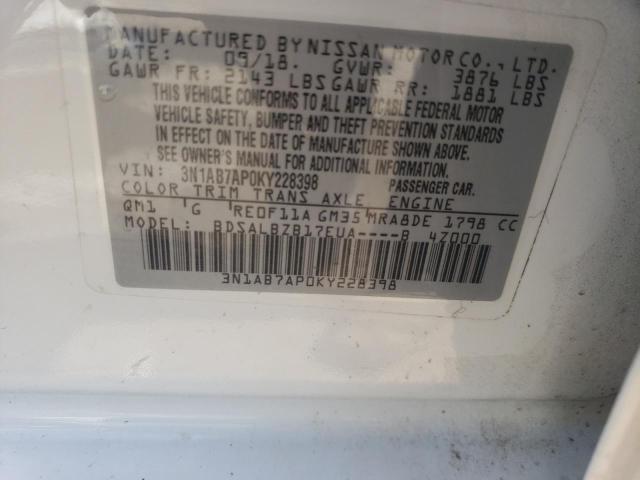 MANUFACTURED BY NISSAN MOTOR CO., LTD.
DATE: 09/18. GVWR: 3876 LBS
GAWR FR: 2143 LBS GAWR RR: 1881 LBS
THIS VEHICLE CONFORMS TO ALL APPLICABLE FEDERAL MOTOR
VEHICLE SAFETY, BUMPER AND THEFT PREVENTION STANDARDS
IN EFFECT ON THE DATE OF MANUFACTURE SHOWN ABOVE.
SEE OWNER'S MANUAL FOR ADDITIONAL INFORMATION.
VIN: 3N1AB7AP0KY228398 PASSENGER CAR.
COLOR TRIM TRANS AXLE ENGINE
QM1 G RE0F11A GM35 MRA8DE 1798 CC
MODEL: BDSALBZB17EUA----B 4Z000
3N1AB7AP0KY228398